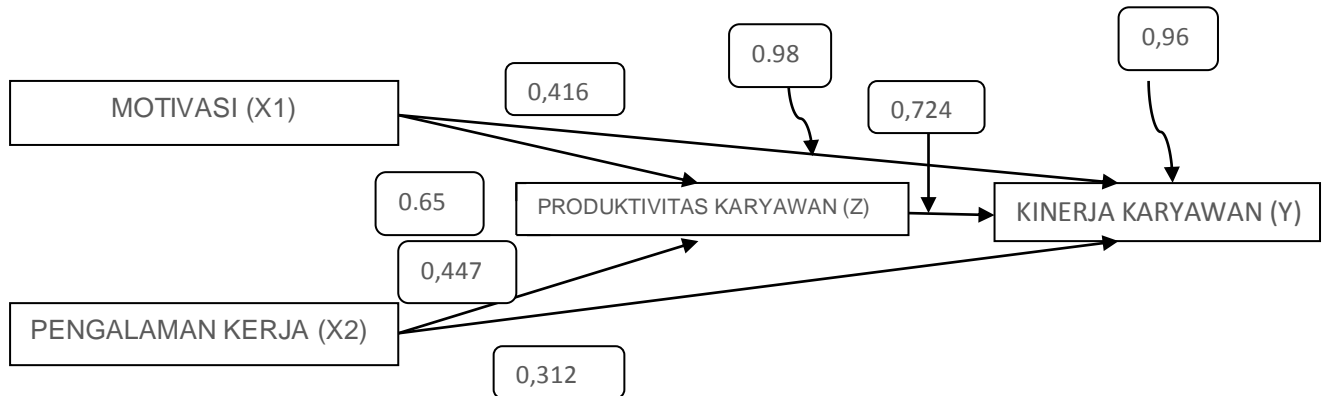 0,96
0.98
0,416
0,724
MOTIVASI (X1)
0.65
PRODUKTIVITAS KARYAWAN (Z)
KINERJA KARYAWAN (Y)
0,447
PENGALAMAN KERJA (X2)
0,312